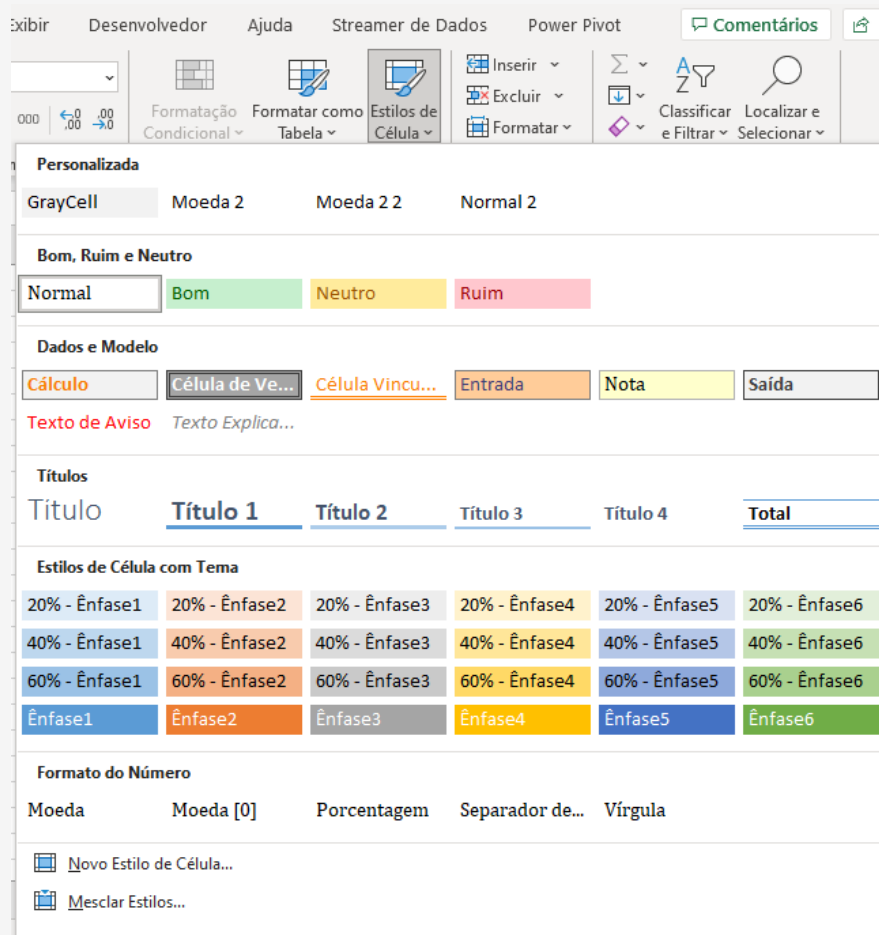 Exibir Desenvolvedor Ajuda Streamer de Dados Power Pivot Comentários
Inserir
Excluir
Formatar
Formatação Condicional
Formatar como Tabela
Estilos de Célula
000 ,00 ,00
Classificar e Filtrar
Localizar e Selecionar
Personalizada
GrayCell Moeda 2 Moeda 2 2 Normal 2
Bom, Ruim e Neutro
Normal Bom Neutro Ruim
Dados e Modelo
Cálculo Célula de Ve... Célula Vincu... Entrada Nota Saída
Texto de Aviso Texto Explica...
Títulos
Título Título 1 Título 2 Título 3 Título 4 Total
Estilos de Célula com Tema
20% - Ênfase1 20% - Ênfase2 20% - Ênfase3 20% - Ênfase4 20% - Ênfase5 20% - Ênfase6
40% - Ênfase1 40% - Ênfase2 40% - Ênfase3 40% - Ênfase4 40% - Ênfase5 40% - Ênfase6
60% - Ênfase1 60% - Ênfase2 60% - Ênfase3 60% - Ênfase4 60% - Ênfase5 60% - Ênfase6
Ênfase1 Ênfase2 Ênfase3 Ênfase4 Ênfase5 Ênfase6
Formato do Número
Moeda Moeda [0] Porcentagem Separador de... Vírgula
Novo Estilo de Célula...
Mesclar Estilos...